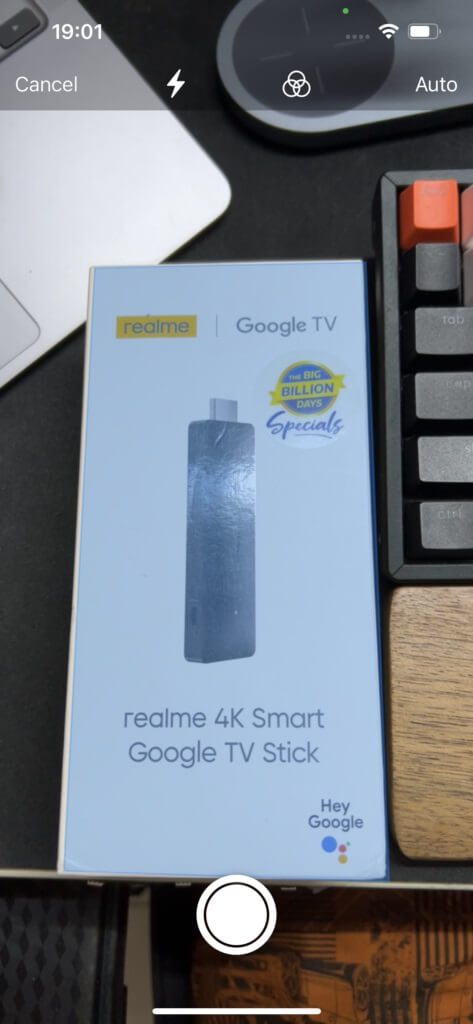 19:01
Cancel
Auto
realme | Google TV
THE BIG
BILLION
DAYS
Specials
tab
ctrl
realme 4K Smart
Google TV Stick
Hey
Google